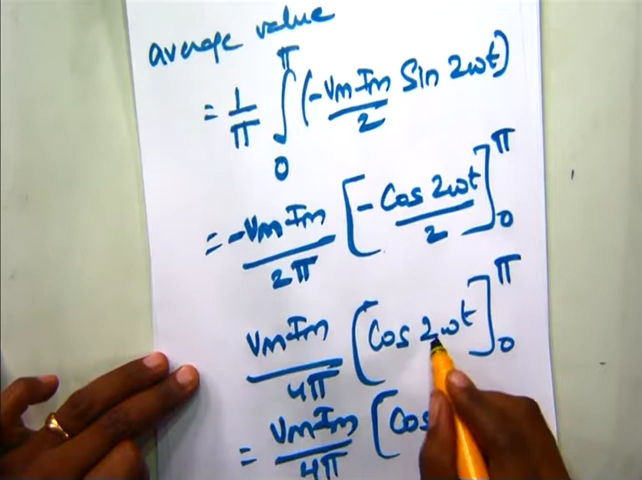 average value
= 1/π ∫₀^π (-VmIm/2 Sin 2ωt)
= -VmIm/2π [-Cos 2ωt/2]₀^π
VmIm/4π [Cos 2ωt]₀^π
= VmIm/4π [Cos